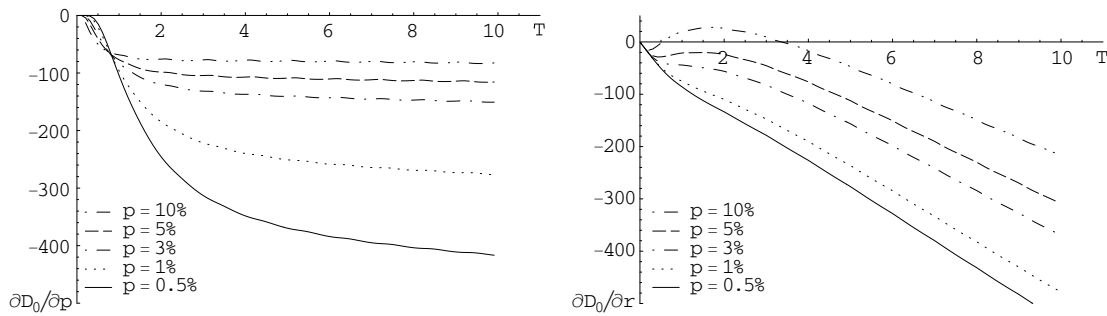 0
2 4 6 8 10 T
−100
−200
−300
−400
p = 10%
p = 5%
p = 3%
p = 1%
p = 0.5%
∂D₀/∂p
0
2 4 6 8 10 T
−100
−200
−300
−400
p = 10%
p = 5%
p = 3%
p = 1%
p = 0.5%
∂D₀/∂r